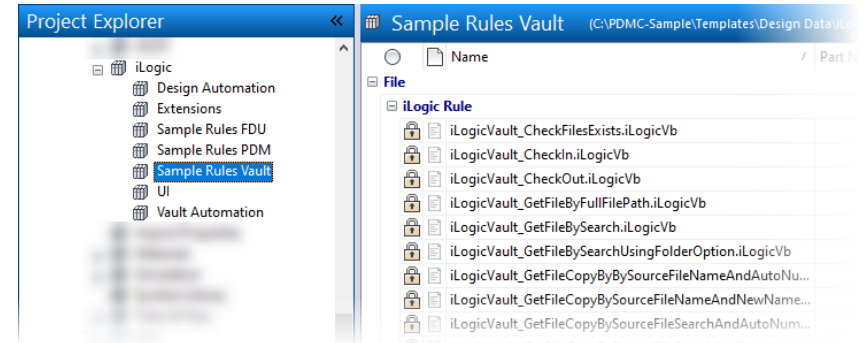 Project Explorer «
iLogic
Design Automation
Extensions
Sample Rules FDU
Sample Rules PDM
Sample Rules Vault
UI
Vault Automation
Sample Rules Vault (C:\PDMC-Sample\Templates\Design Data\iLo
Name / Part N
File
iLogic Rule
iLogicVault_CheckFilesExists.iLogicVb
iLogicVault_CheckIn.iLogicVb
iLogicVault_CheckOut.iLogicVb
iLogicVault_GetFileByFullFilePath.iLogicVb
iLogicVault_GetFileBySearch.iLogicVb
iLogicVault_GetFileBySearchUsingFolderOption.iLogicVb
iLogicVault_GetFileCopyByBySourceFileNameAndAutoNu...
iLogicVault_GetFileCopyBySourceFileNameAndNewName...
iLogicVault_GetFileCopyBySourceFileSearchAndAutoNum...